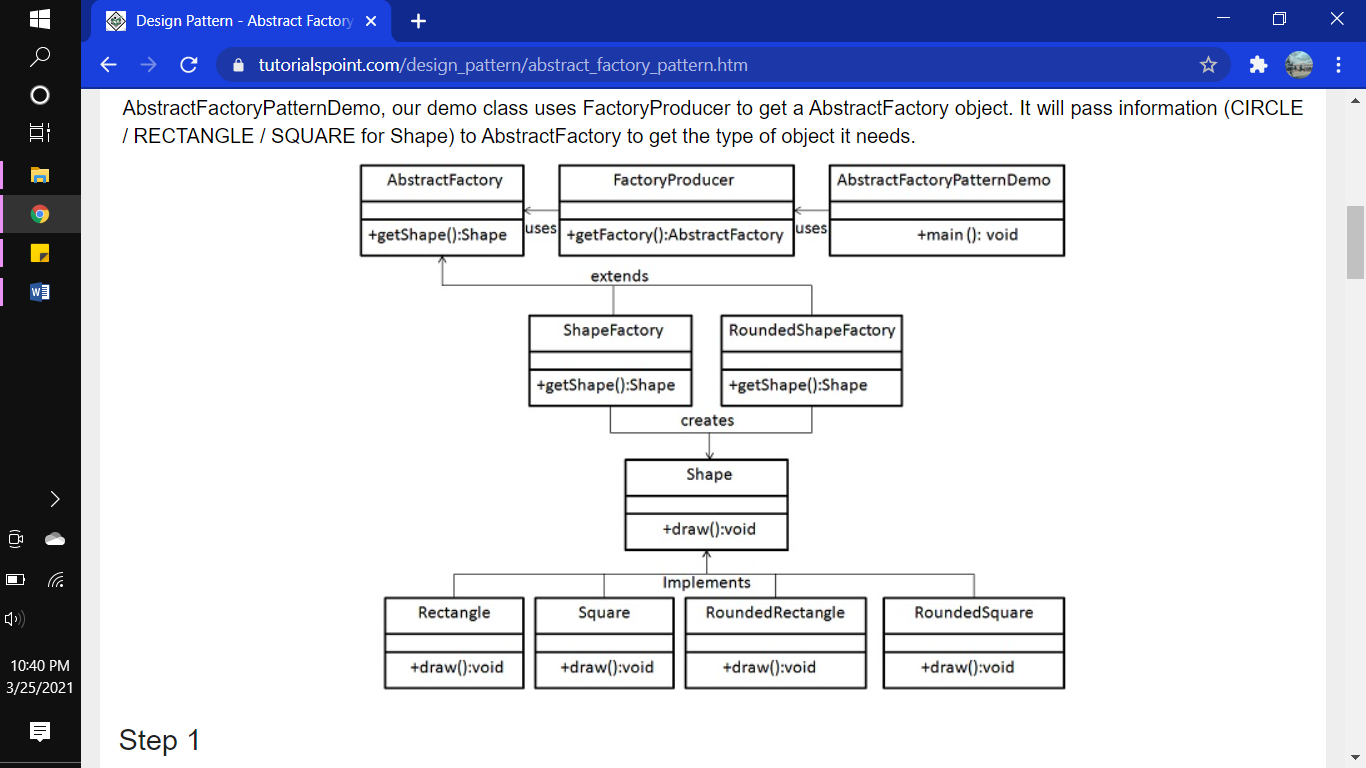 Design Pattern - Abstract Factory
tutorialspoint.com/design_pattern/abstract_factory_pattern.htm
AbstractFactoryPatternDemo, our demo class uses FactoryProducer to get a AbstractFactory object. It will pass information (CIRCLE
/ RECTANGLE / SQUARE for Shape) to AbstractFactory to get the type of object it needs.
AbstractFactory
+getShape():Shape
uses
FactoryProducer
+getFactory():AbstractFactory
uses
AbstractFactoryPatternDemo
+main (): void
extends
ShapeFactory
+getShape():Shape
RoundedShapeFactory
+getShape():Shape
creates
Shape
+draw():void
Implements
Rectangle
+draw():void
Square
+draw():void
RoundedRectangle
+draw():void
RoundedSquare
+draw():void
Step 1
W
10:40 PM
3/25/2021